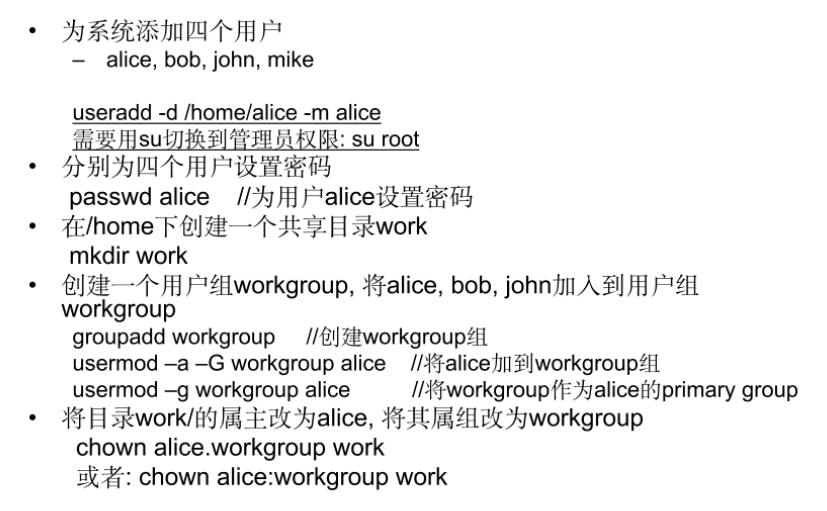 • 为系统添加四个用户
– alice, bob, john, mike
useradd -d /home/alice -m alice
需要用su切换到管理员权限: su root
• 分别为四个用户设置密码
passwd alice //为用户alice设置密码
• 在/home下创建一个共享目录work
mkdir work
• 创建一个用户组workgroup, 将alice, bob, john加入到用户组
workgroup
groupadd workgroup //创建workgroup组
usermod –a –G workgroup alice //将alice加到workgroup组
usermod –g workgroup alice //将workgroup作为alice的primary group
• 将目录work/的属主改为alice, 将其属组改为workgroup
chown alice.workgroup work
或者: chown alice:workgroup work